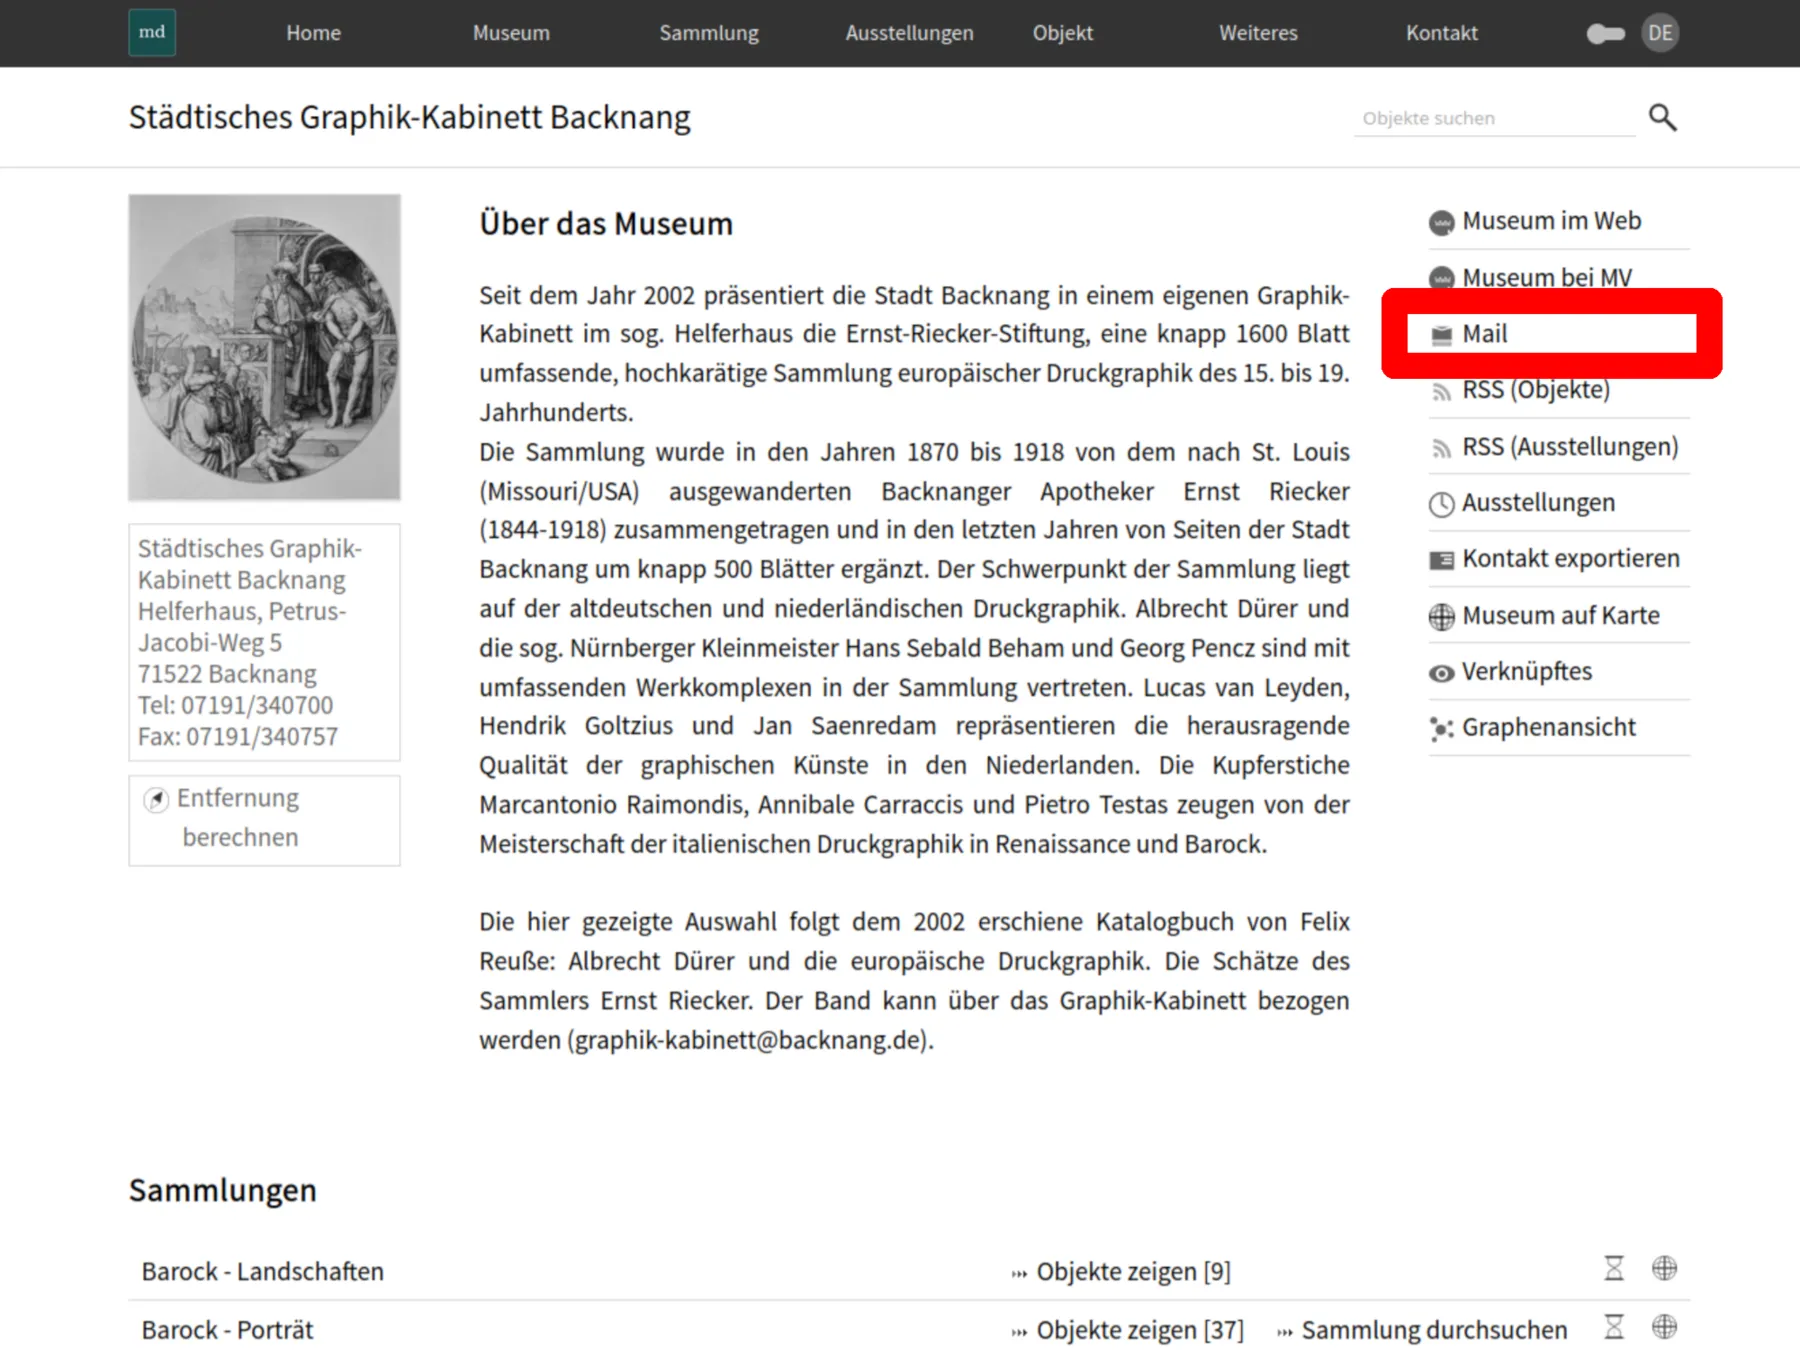 md
Home
Museum
Sammlung
Ausstellungen
Objekt
Weiteres
Kontakt
DE
Städtisches Graphik-Kabinett Backnang
Objekte suchen
Städtisches Graphik-
Kabinett Backnang
Helferhaus, Petrus-
Jacobi-Weg 5
71522 Backnang
Tel: 07191/340700
Fax: 07191/340757
Entfernung
berechnen
Über das Museum
Seit dem Jahr 2002 präsentiert die Stadt Backnang in einem eigenen Graphik-
Kabinett im sog. Helferhaus die Ernst-Riecker-Stiftung, eine knapp 1600 Blatt
umfassende, hochkarätige Sammlung europäischer Druckgraphik des 15. bis 19.
Jahrhunderts.
Die Sammlung wurde in den Jahren 1870 bis 1918 von dem nach St. Louis
(Missouri/USA) ausgewanderten Backnanger Apotheker Ernst Riecker
(1844-1918) zusammengetragen und in den letzten Jahren von Seiten der Stadt
Backnang um knapp 500 Blätter ergänzt. Der Schwerpunkt der Sammlung liegt
auf der altdeutschen und niederländischen Druckgraphik. Albrecht Dürer und
die sog. Nürnberger Kleinmeister Hans Sebald Beham und Georg Pencz sind mit
umfassenden Werkkomplexen in der Sammlung vertreten. Lucas van Leyden,
Hendrik Goltzius und Jan Saenredam repräsentieren die herausragende
Qualität der graphischen Künste in den Niederlanden. Die Kupferstiche
Marcantonio Raimondis, Annibale Carraccis und Pietro Testas zeugen von der
Meisterschaft der italienischen Druckgraphik in Renaissance und Barock.
Die hier gezeigte Auswahl folgt dem 2002 erschiene Katalogbuch von Felix
Reuße: Albrecht Dürer und die europäische Druckgraphik. Die Schätze des
Sammlers Ernst Riecker. Der Band kann über das Graphik-Kabinett bezogen
werden (graphik-kabinett@backnang.de).
Museum im Web
Museum bei MV
Mail
RSS (Objekte)
RSS (Ausstellungen)
Ausstellungen
Kontakt exportieren
Museum auf Karte
Verknüpftes
Graphenansicht
Sammlungen
Barock - Landschaften
Objekte zeigen [9]
Barock - Porträt
Objekte zeigen [37]
Sammlung durchsuchen